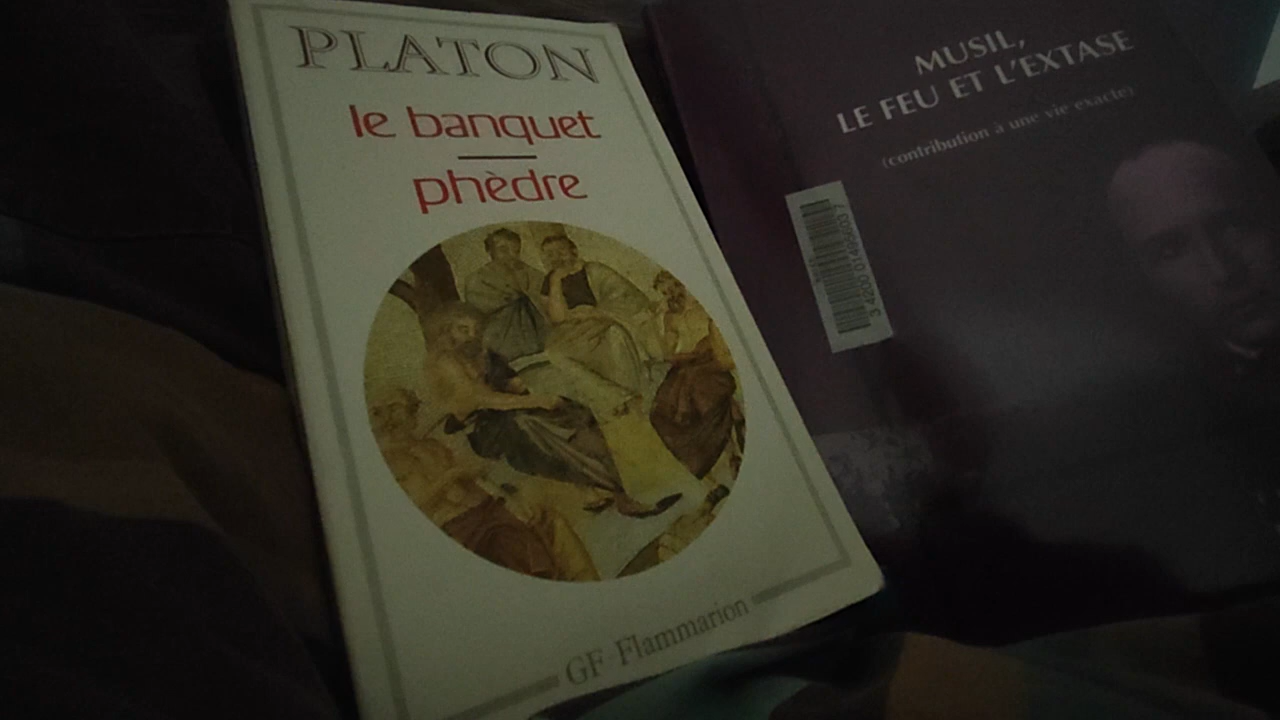 PLATON
le banquet
phèdre
GF-Flammarion
MUSIL,
LE FEU ET L'EXTASE
(contribution à une vie exacte)